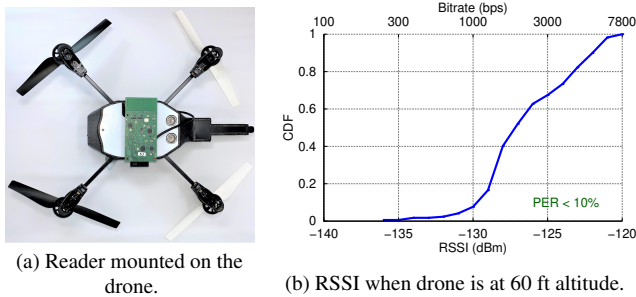 Bitrate (bps)
100 300 1000 3000 7800
1
0.8
0.6
0.4
0.2
0
CDF
PER < 10%
−140 −135 −130 −125 −120
RSSI (dBm)
(a) Reader mounted on the
drone.
(b) RSSI when drone is at 60 ft altitude.